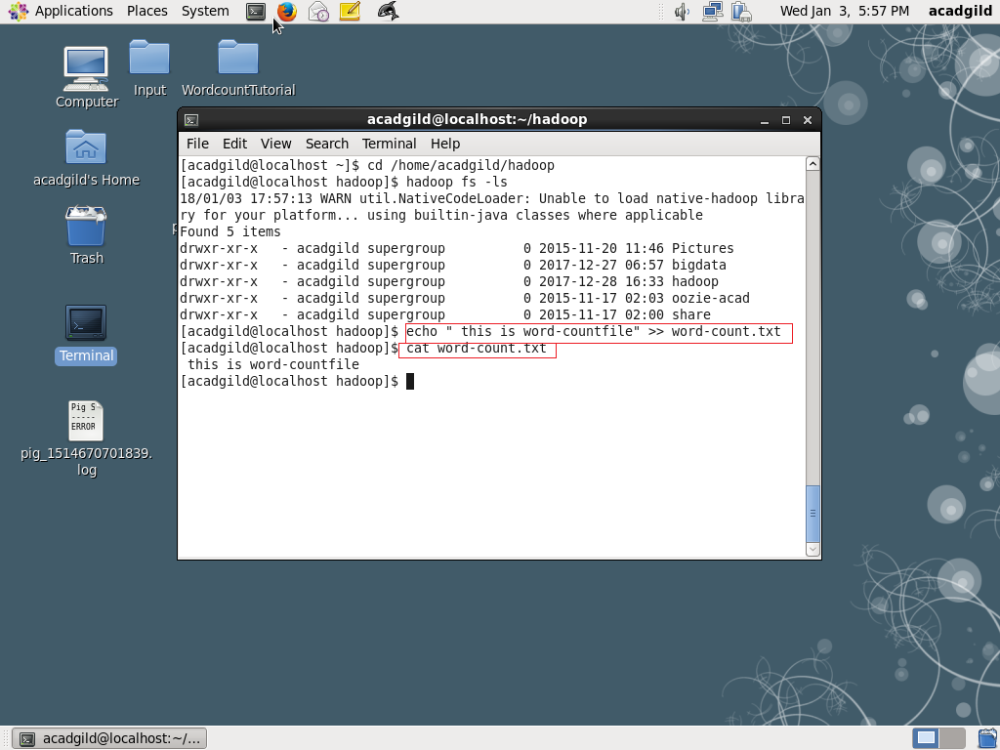 Applications Places System Wed Jan 3, 5:57 PM acadgild
Computer
Input
WordcountTutorial
acadgild's Home
Trash
Terminal
Pig S
-----
ERROR
pig_1514670701839.
log
acadgild@localhost:~/hadoop
File Edit View Search Terminal Help
[acadgild@localhost ~]$ cd /home/acadgild/hadoop
[acadgild@localhost hadoop]$ hadoop fs -ls
18/01/03 17:57:13 WARN util.NativeCodeLoader: Unable to load native-hadoop libra
ry for your platform... using builtin-java classes where applicable
Found 5 items
drwxr-xr-x   - acadgild supergroup          0 2015-11-20 11:46 Pictures
drwxr-xr-x   - acadgild supergroup          0 2017-12-27 06:57 bigdata
drwxr-xr-x   - acadgild supergroup          0 2017-12-28 16:33 hadoop
drwxr-xr-x   - acadgild supergroup          0 2015-11-17 02:03 oozie-acad
drwxr-xr-x   - acadgild supergroup          0 2015-11-17 02:00 share
[acadgild@localhost hadoop]$ echo " this is word-countfile" >> word-count.txt
[acadgild@localhost hadoop]$ cat word-count.txt
 this is word-countfile
[acadgild@localhost hadoop]$
acadgild@localhost:~/...